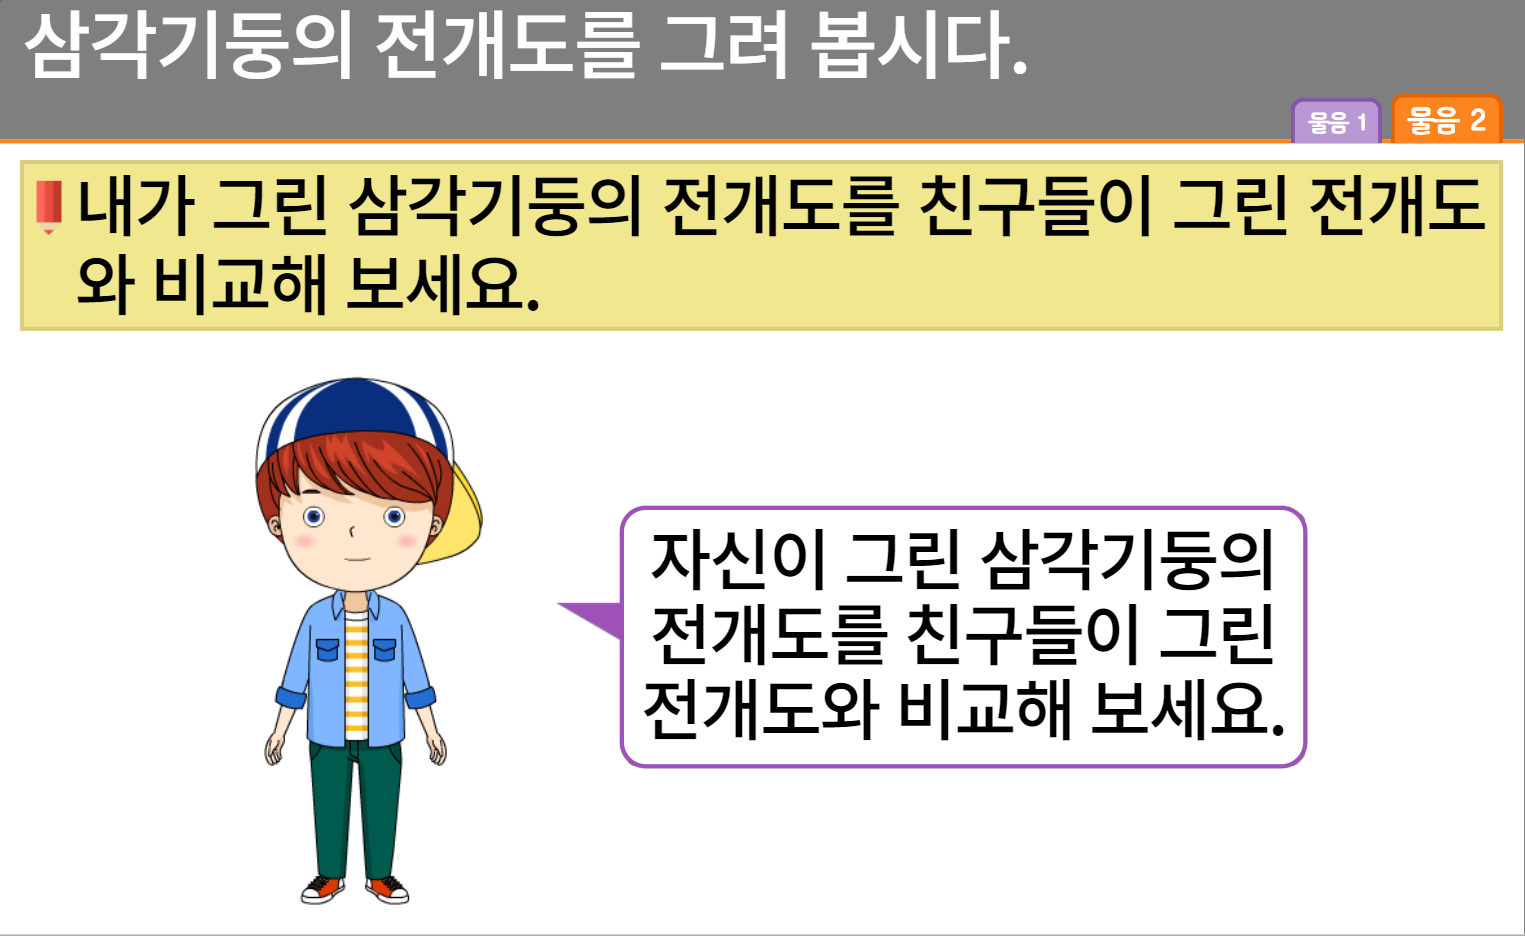 삼각기둥의 전개도를 그려 봅시다.
물음 1
물음 2
내가 그린 삼각기둥의 전개도를 친구들이 그린 전개도
와 비교해 보세요.
자신이 그린 삼각기둥의
전개도를 친구들이 그린
전개도와 비교해 보세요.